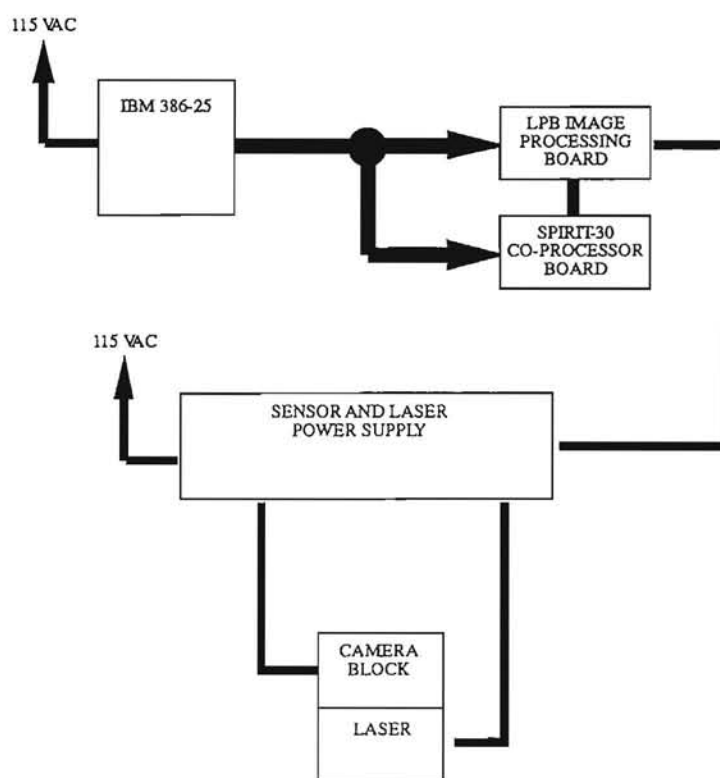 115 VAC
IBM 386-25
LPB IMAGE
PROCESSING
BOARD
SPIRIT-30
CO-PROCESSOR
BOARD
115 VAC
SENSOR AND LASER
POWER SUPPLY
CAMERA
BLOCK
LASER